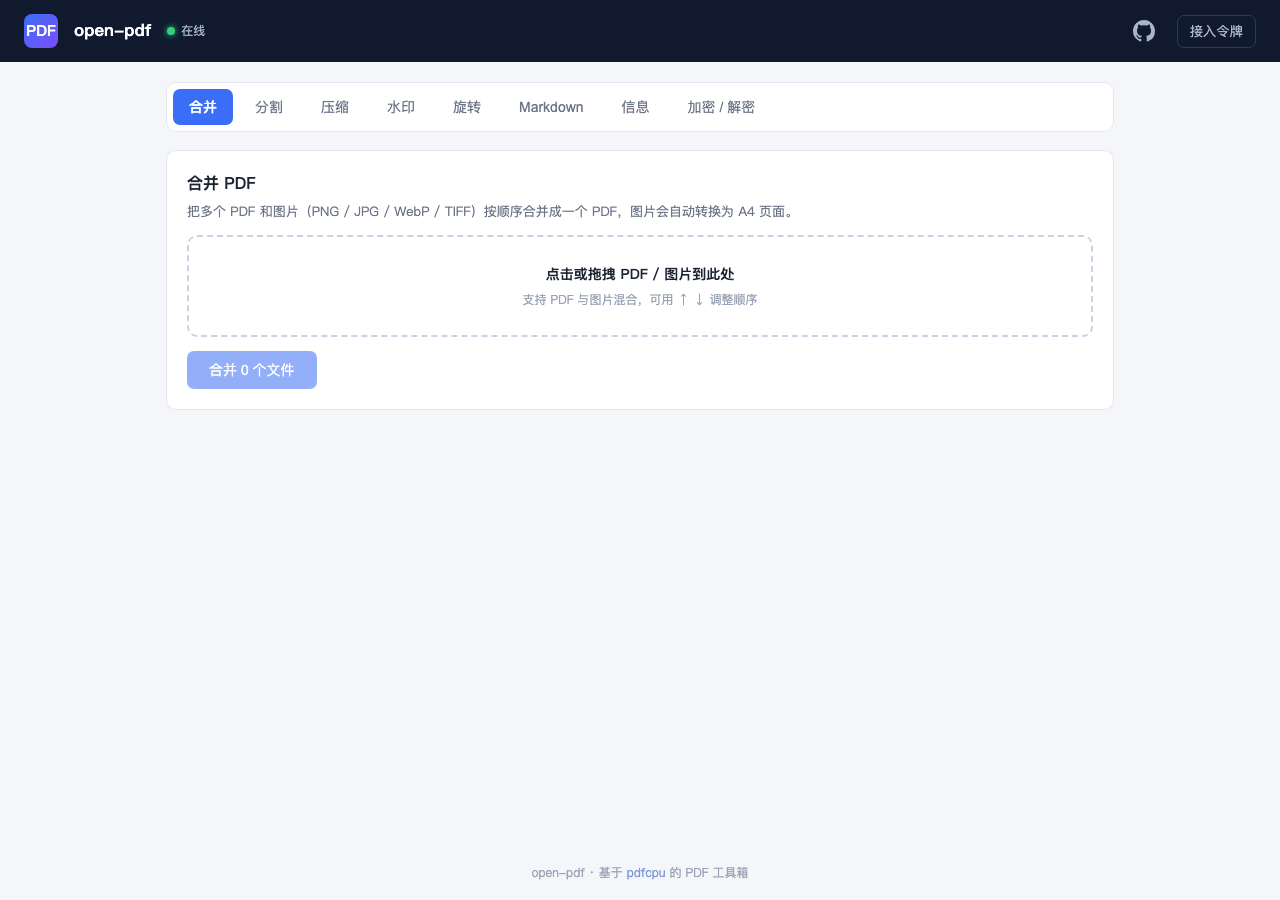 PDF open-pdf 在线 接入令牌
合并 分割 压缩 水印 旋转 Markdown 信息 加密 / 解密
合并 PDF
把多个 PDF 和图片（PNG / JPG / WebP / TIFF）按顺序合并成一个 PDF，图片会自动转换为 A4 页面。
点击或拖拽 PDF / 图片到此处
支持 PDF 与图片混合，可用 ↑ ↓ 调整顺序
合并 0 个文件
open-pdf · 基于 pdfcpu 的 PDF 工具箱